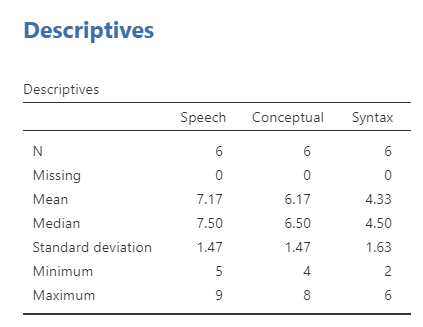 Descriptives
Descriptives
Speech Conceptual Syntax
N 6 6 6
Missing 0 0 0
Mean 7.17 6.17 4.33
Median 7.50 6.50 4.50
Standard deviation 1.47 1.47 1.63
Minimum 5 4 2
Maximum 9 8 6